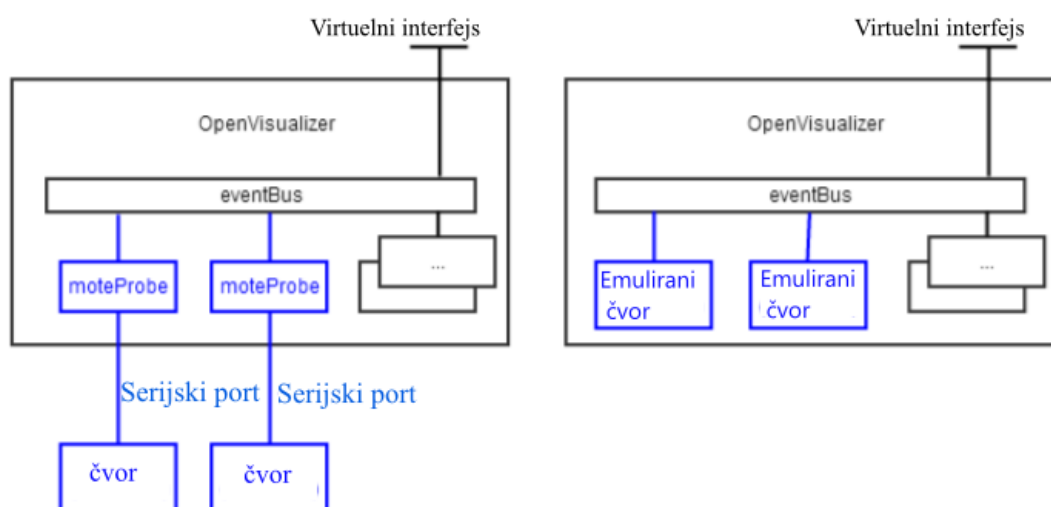 Virtuelni interfejs
OpenVisualizer
eventBus
moteProbe
moteProbe
...
Serijski port
Serijski port
čvor
čvor
Virtuelni interfejs
OpenVisualizer
eventBus
Emulirani
čvor
Emulirani
čvor
...